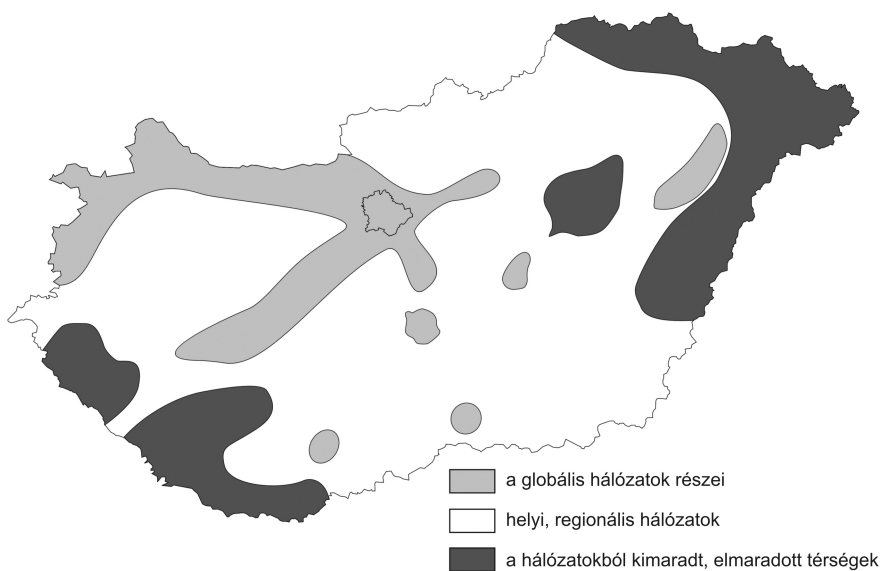 a globális hálózatok részei
helyi, regionális hálózatok
a hálózatokból kimaradt, elmaradott térségek